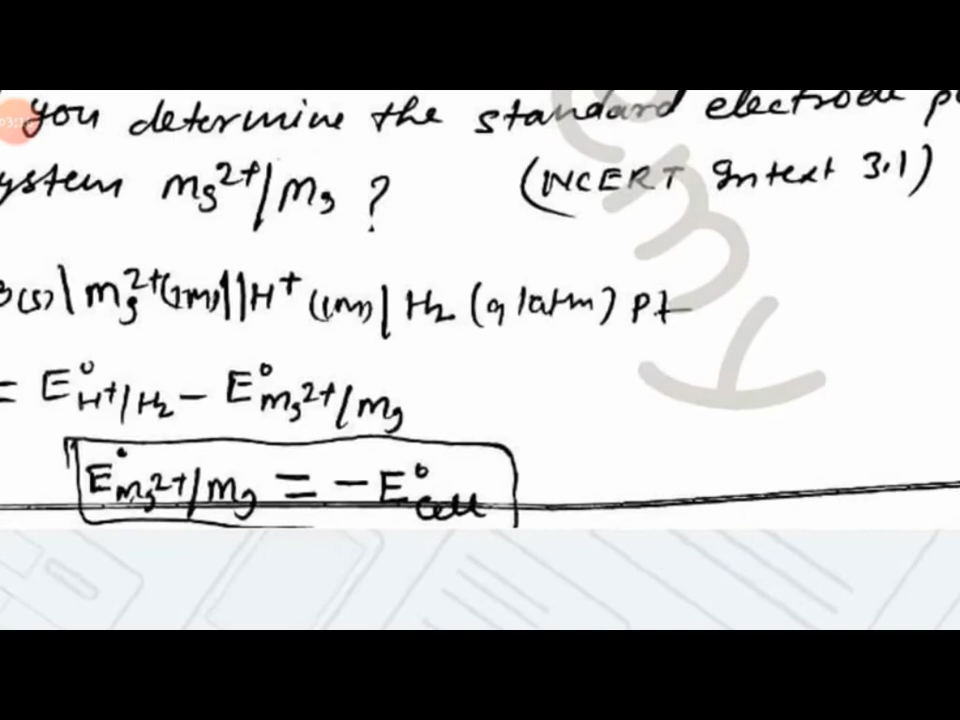 you determine the standard electrode p
ystem Mg²⁺/Mg ? (NCERT Intext 3.1)
g(s) | Mg²⁺(1M) || H⁺ (1M) | H₂ (g 1atm) Pt
= E°H⁺/H₂ - E°Mg²⁺/Mg
E°Mg²⁺/Mg = - E°cell